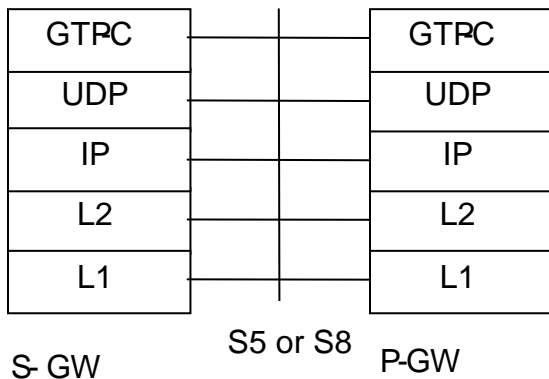 GTP-C GTP-C
UDP UDP
IP IP
L2 L2
L1 L1
S5 or S8
S- GW P-GW